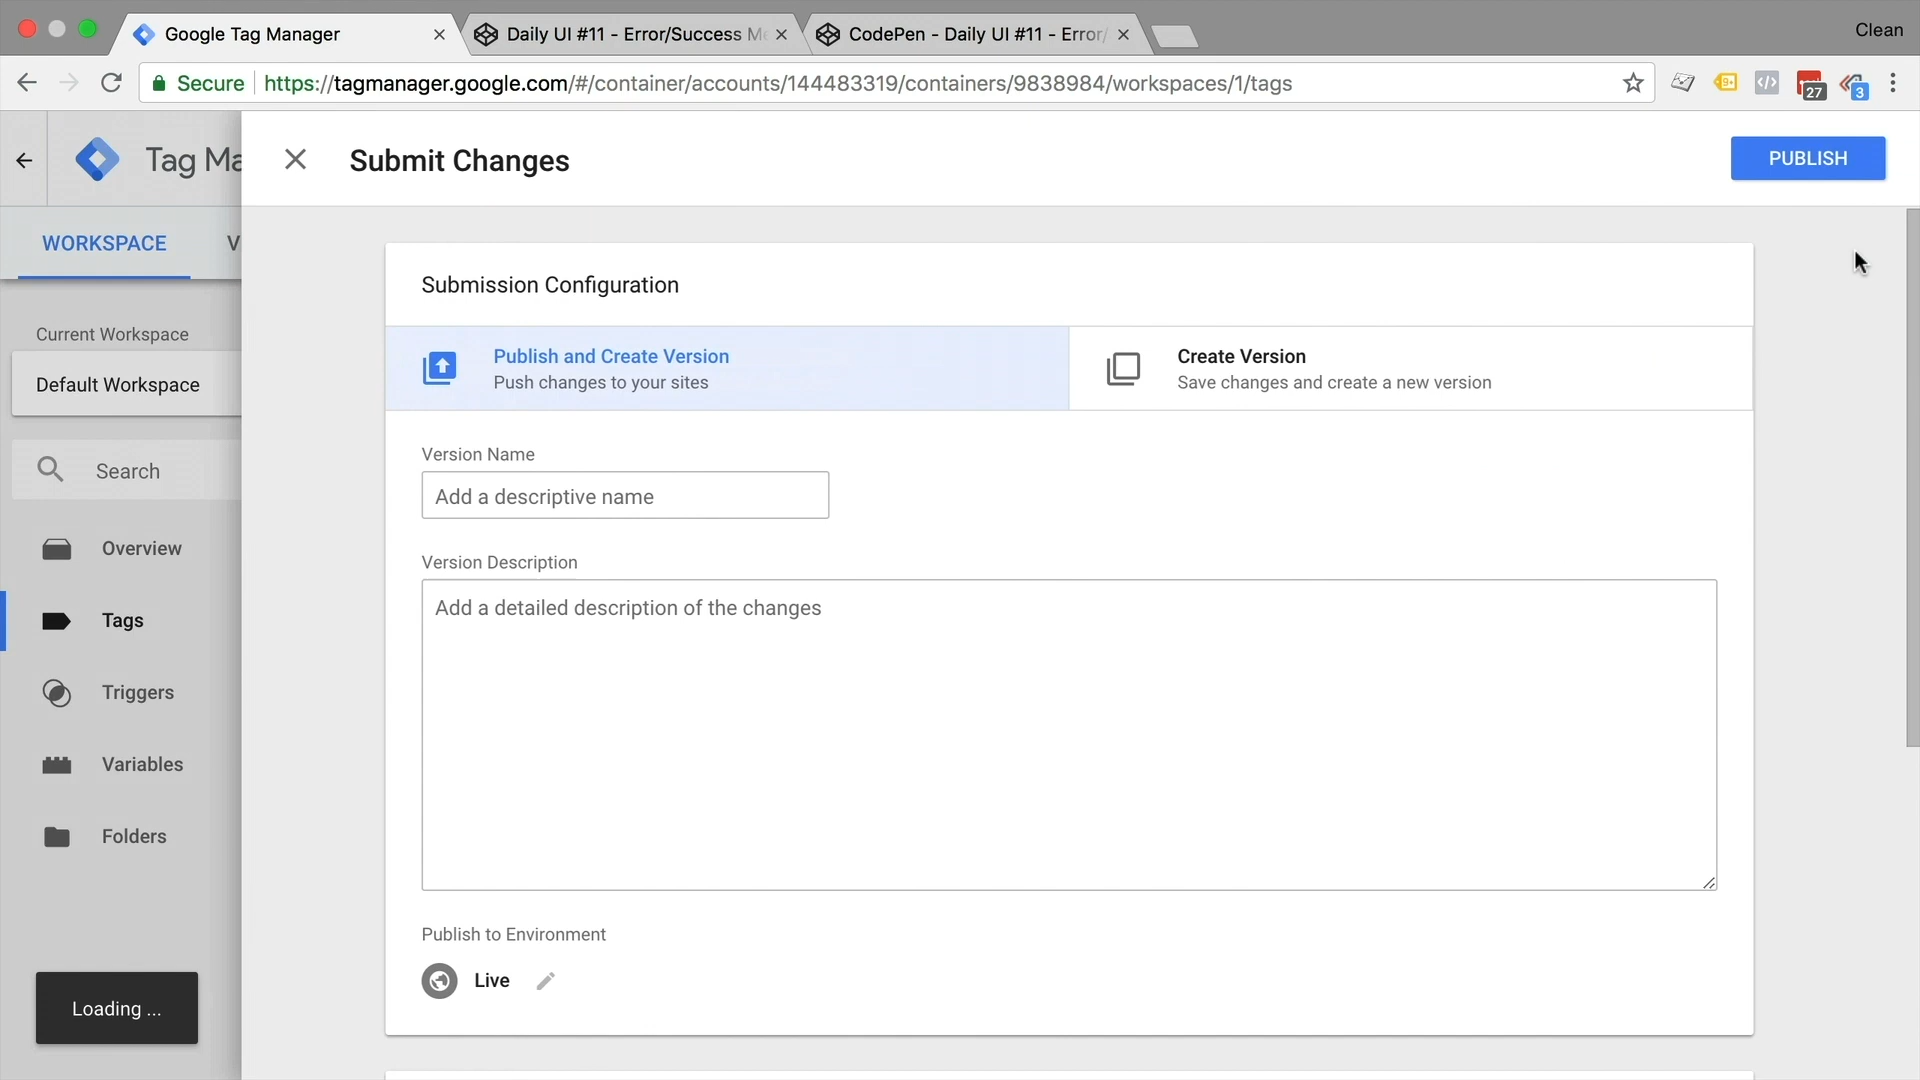 Google Tag Manager
Daily UI #11 - Error/Success Me
CodePen - Daily UI #11 - Error/
Clean
Secure
https://tagmanager.google.com/#/container/accounts/144483319/containers/9838984/workspaces/1/tags
27
3
Tag Ma
Submit Changes
PUBLISH
WORKSPACE
V
Submission Configuration
Current Workspace
Default Workspace
Publish and Create Version
Push changes to your sites
Create Version
Save changes and create a new version
Version Name
Add a descriptive name
Search
Version Description
Add a detailed description of the changes
Overview
Tags
Triggers
Variables
Folders
Publish to Environment
Live
Loading ...